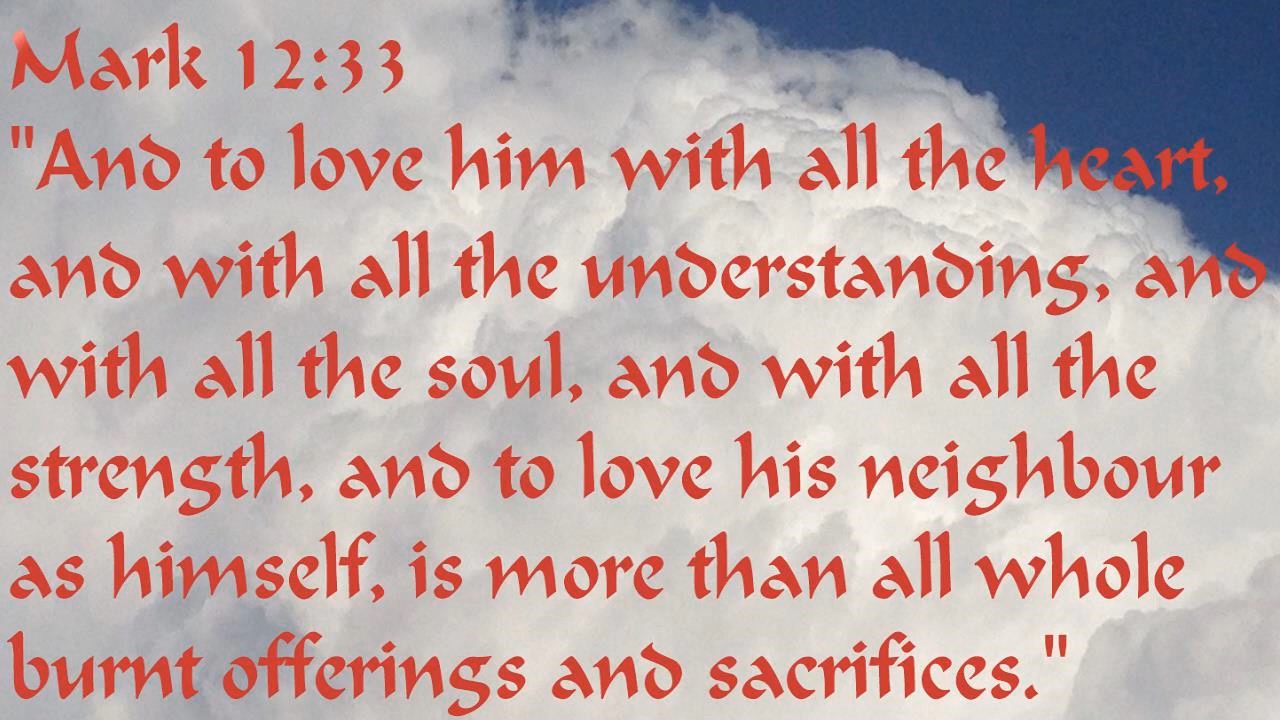 Mark 12:33
"And to love him with all the heart,
and with all the understanding, and
with all the soul, and with all the
strength, and to love his neighbour
as himself, is more than all whole
burnt offerings and sacrifices."